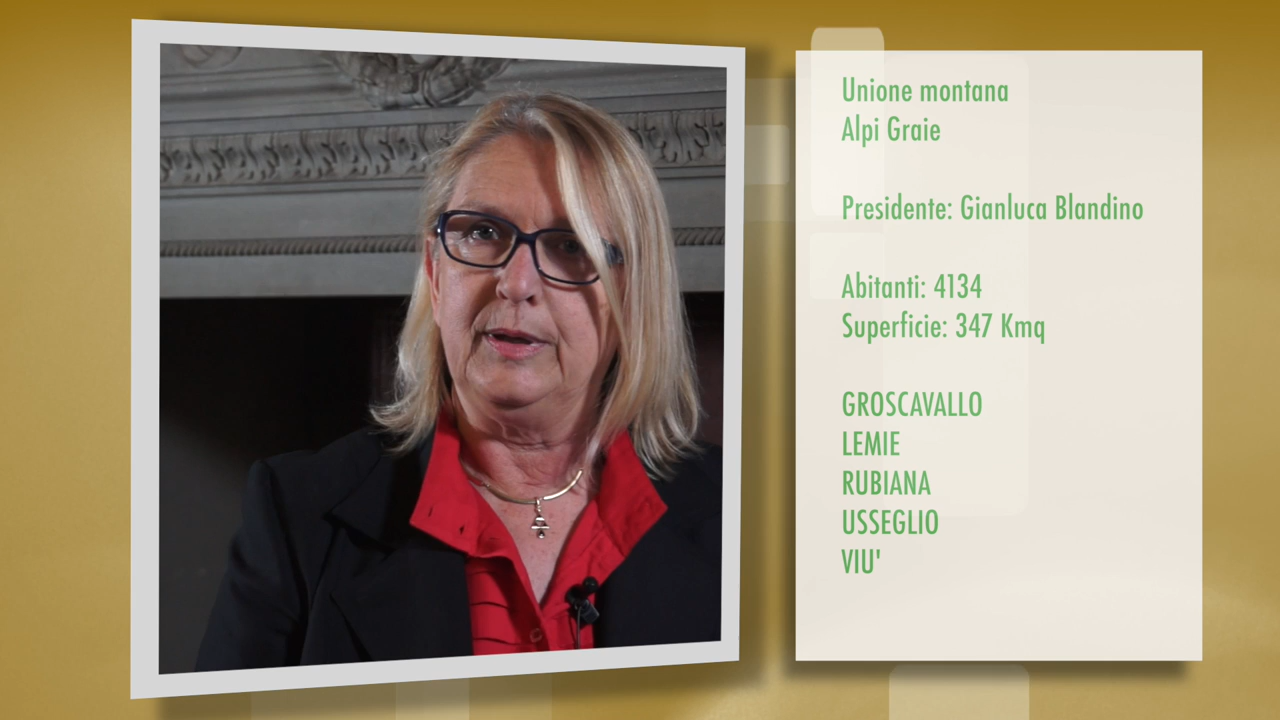 Unione montana
Alpi Graie
Presidente: Gianluca Blandino
Abitanti: 4134
Superficie: 347 Kmq
GROSCAVALLO
LEMIE
RUBIANA
USSEGLIO
VIU'